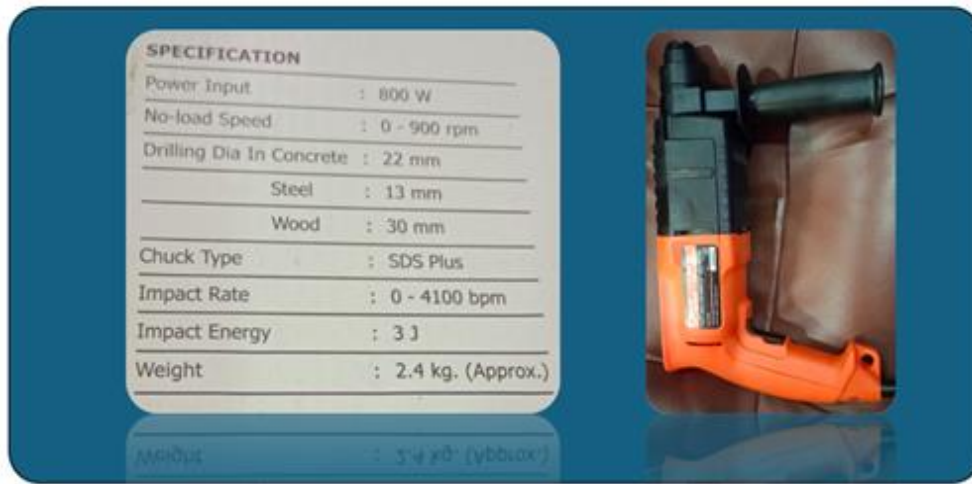 SPECIFICATION
Power Input : 800 W
No-load Speed : 0 - 900 rpm
Drilling Dia In Concrete : 22 mm
Steel : 13 mm
Wood : 30 mm
Chuck Type : SDS Plus
Impact Rate : 0 - 4100 bpm
Impact Energy : 3 J
Weight : 2.4 kg. (Approx.)